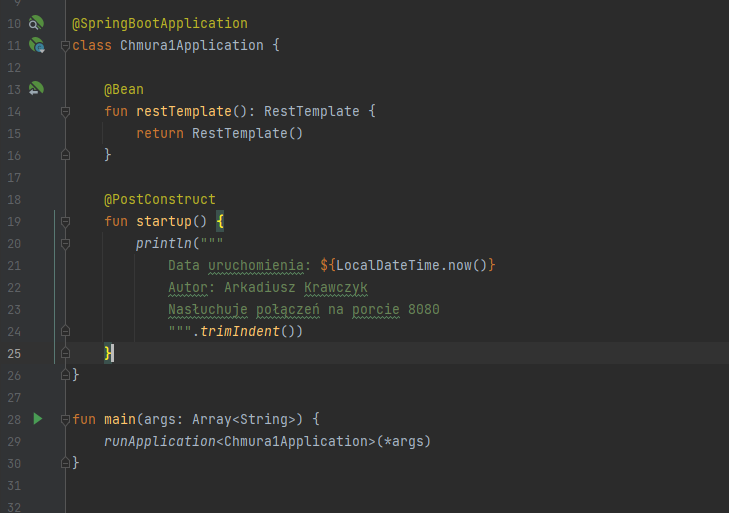 9
10 @SpringBootApplication
11 class Chmura1Application {
12
13 @Bean
14 fun restTemplate(): RestTemplate {
15 return RestTemplate()
16 }
17
18 @PostConstruct
19 fun startup() {
20 println("""
21 Data uruchomienia: ${LocalDateTime.now()}
22 Autor: Arkadiusz Krawczyk
23 Nasłuchuje połączeń na porcie 8080
24 """.trimIndent())
25 }
26 }
27
28 fun main(args: Array<String>) {
29 runApplication<Chmura1Application>(*args)
30 }
31
32